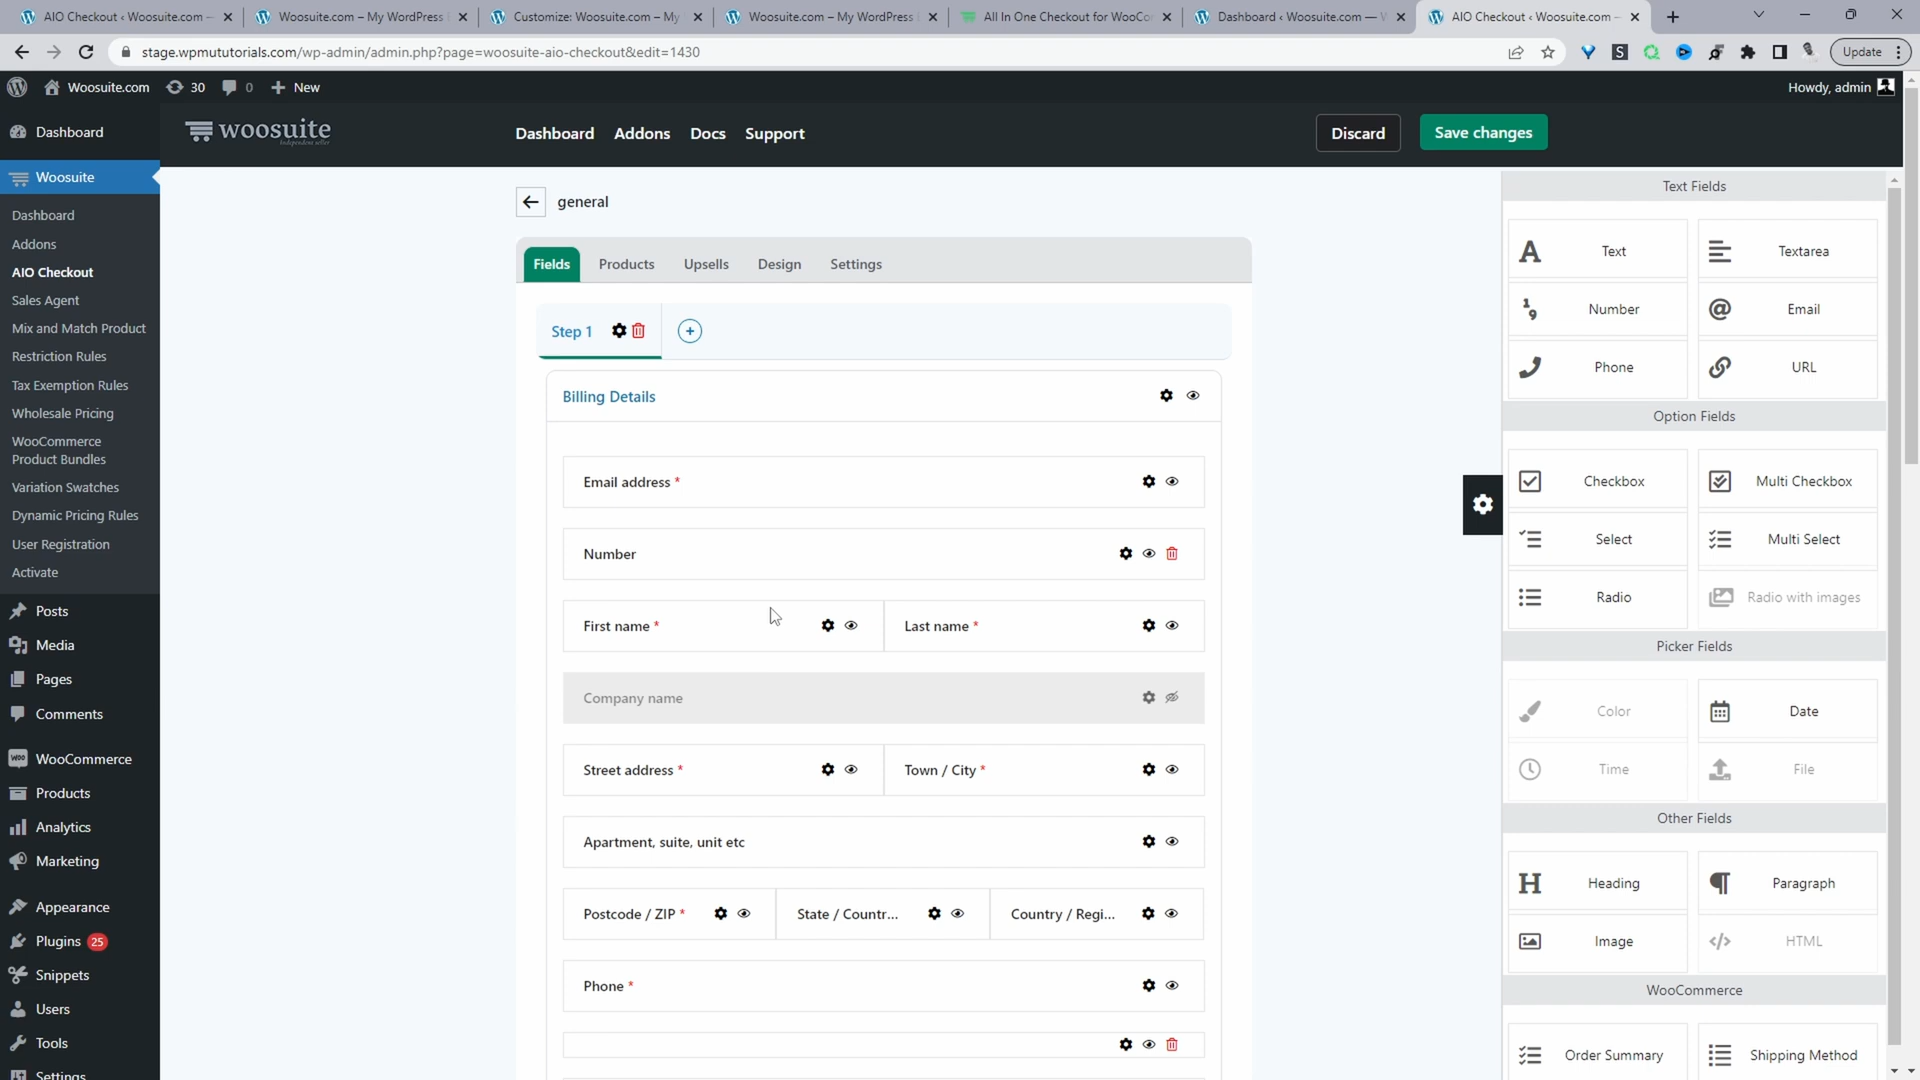 AIO Checkout ‹ Woosuite.com —
Woosuite.com – My WordPress
Customize: Woosuite.com – My
Woosuite.com – My WordPress
All In One Checkout for WooCor
Dashboard ‹ Woosuite.com —
AIO Checkout ‹ Woosuite.com —
stage.wpmututorials.com/wp-admin/admin.php?page=woosuite-aio-checkout&edit=1430
Update
Woosuite.com
30
0
New
Howdy, admin
woosuite
Independent seller
Dashboard
Addons
Docs
Support
Discard
Save changes
Dashboard
Woosuite
Dashboard
Addons
AIO Checkout
Sales Agent
Mix and Match Product
Restriction Rules
Tax Exemption Rules
Wholesale Pricing
WooCommerce
Product Bundles
Variation Swatches
Dynamic Pricing Rules
User Registration
Activate
Posts
Media
Pages
Comments
WooCommerce
Products
Analytics
Marketing
Appearance
Plugins 25
Snippets
Users
Tools
Settings
general
Fields
Products
Upsells
Design
Settings
Step 1
Billing Details
Email address *
Number
First name *
Last name *
Company name
Street address *
Town / City *
Apartment, suite, unit etc
Postcode / ZIP *
State / Countr...
Country / Regi...
Phone *
Text Fields
Text
Textarea
Number
Email
Phone
URL
Option Fields
Checkbox
Multi Checkbox
Select
Multi Select
Radio
Radio with images
Picker Fields
Color
Date
Time
File
Other Fields
Heading
Paragraph
Image
HTML
WooCommerce
Order Summary
Shipping Method